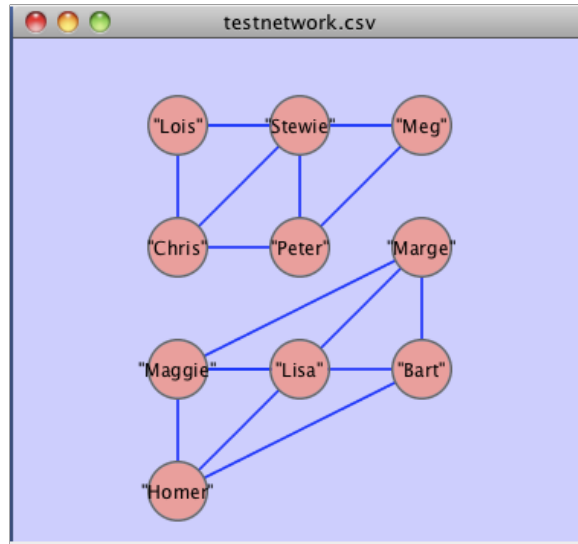 testnetwork.csv
"Lois" "Stewie" "Meg"
"Chris" "Peter" "Marge"
"Maggie" "Lisa" "Bart"
"Homer"